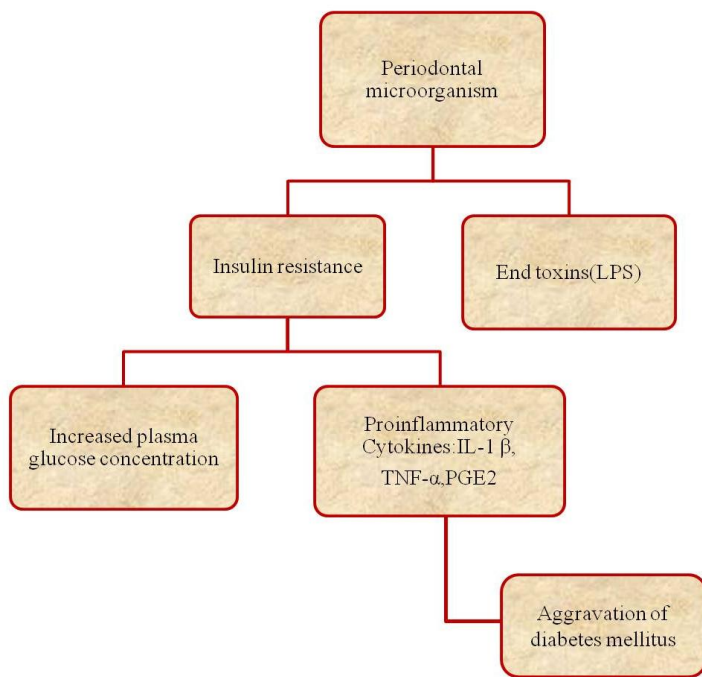 Periodontal
microorganism
Insulin resistance
End toxins(LPS)
Increased plasma
glucose concentration
Proinflammatory
Cytokines:IL-1 β,
TNF-α,PGE2
Aggravation of
diabetes mellitus